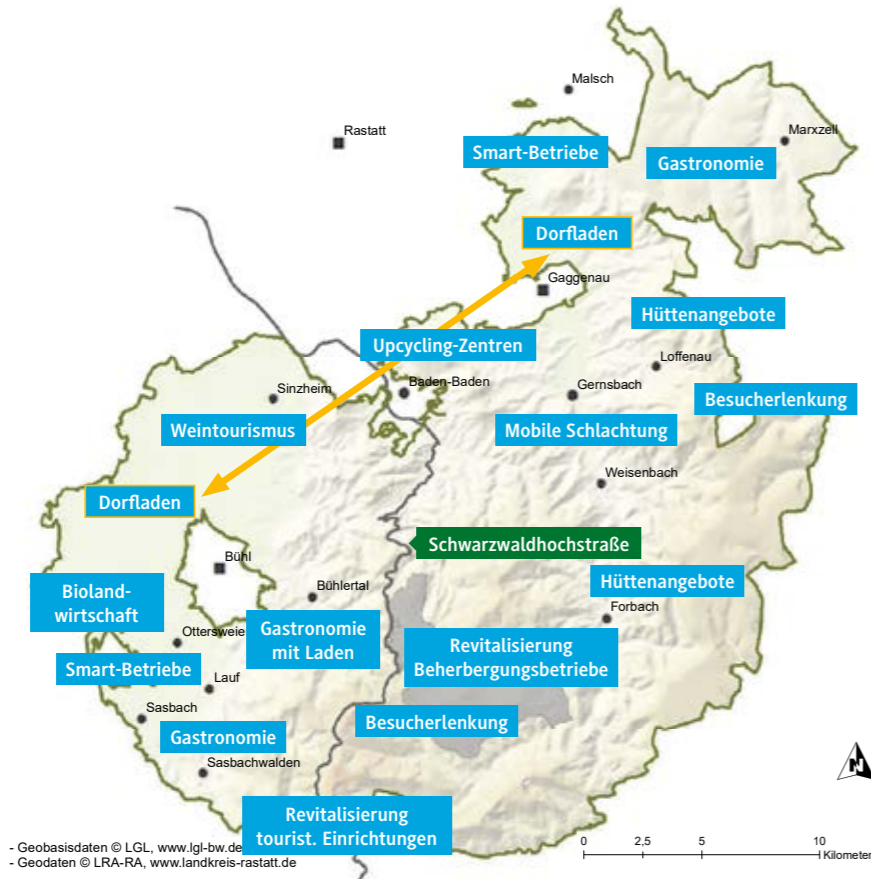 Malsch
Rastatt
Marxzell
Smart-Betriebe
Gastronomie
Dorfladen
Gaggenau
Hüttenangebote
Upcycling-Zentren
Loffenau
Baden-Baden
Gernsbach
Sinzheim
Besucherlenkung
Weintourismus
Mobile Schlachtung
Weisenbach
Dorfladen
Schwarzwaldhochstraße
Bühl
Hüttenangebote
Bioland-
wirtschaft
Bühlertal
Forbach
Gastronomie
mit Laden
Ottersweie
Revitalisierung
Beherbergungsbetriebe
Smart-Betriebe
Lauf
Sasbach
Besucherlenkung
Gastronomie
Sasbachwalden
N
Revitalisierung
tourist. Einrichtungen
- Geobasisdaten © LGL, www.lgl-bw.de
- Geodaten © LRA-RA, www.landkreis-rastatt.de
0 2,5 5 10
Kilometer